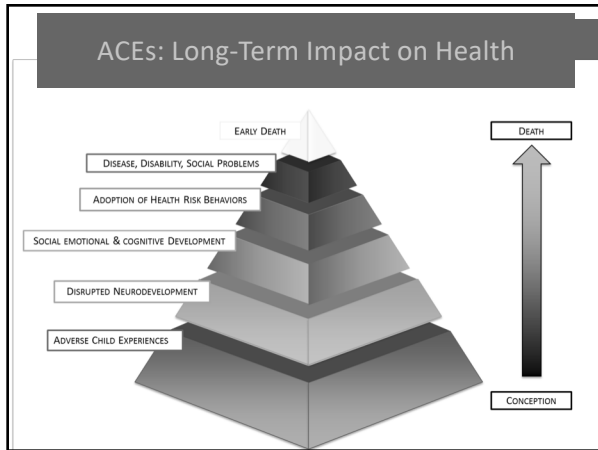 ACEs: Long-Term Impact on Health
EARLY DEATH
DEATH
DISEASE, DISABILITY, SOCIAL PROBLEMS
ADOPTION OF HEALTH RISK BEHAVIORS
SOCIAL EMOTIONAL & COGNITIVE DEVELOPMENT
DISRUPTED NEURODEVELOPMENT
ADVERSE CHILD EXPERIENCES
CONCEPTION